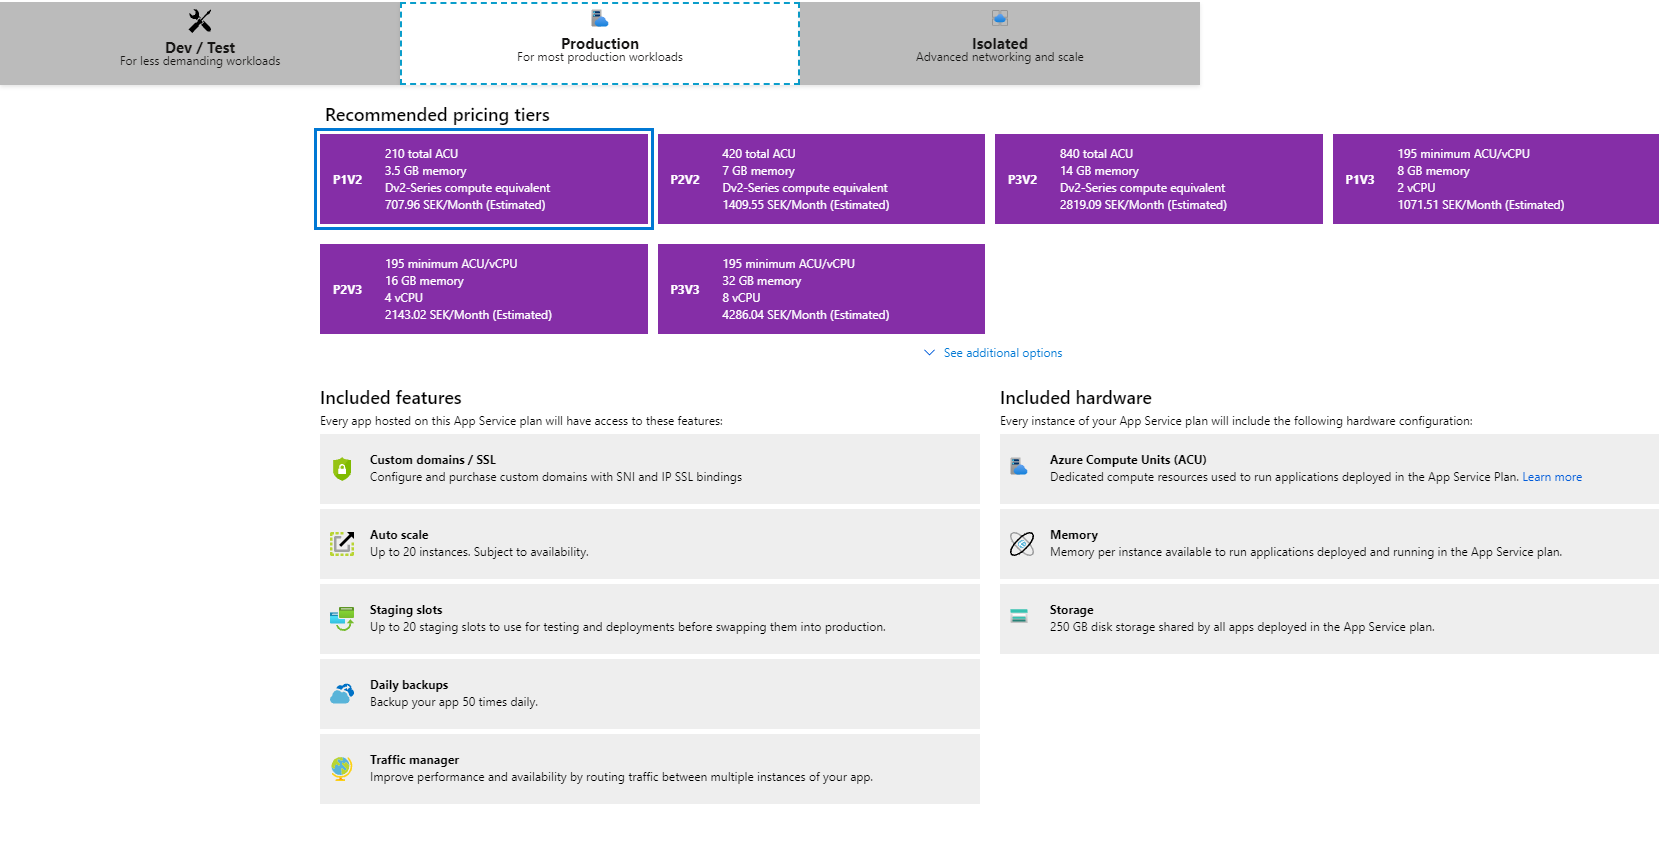 Dev / Test
For less demanding workloads
Production
For most production workloads
Isolated
Advanced networking and scale
Recommended pricing tiers
P1V2
210 total ACU
3.5 GB memory
Dv2-Series compute equivalent
707.96 SEK/Month (Estimated)
P2V2
420 total ACU
7 GB memory
Dv2-Series compute equivalent
1409.55 SEK/Month (Estimated)
P3V2
840 total ACU
14 GB memory
Dv2-Series compute equivalent
2819.09 SEK/Month (Estimated)
P1V3
195 minimum ACU/vCPU
8 GB memory
2 vCPU
1071.51 SEK/Month (Estimated)
P2V3
195 minimum ACU/vCPU
16 GB memory
4 vCPU
2143.02 SEK/Month (Estimated)
P3V3
195 minimum ACU/vCPU
32 GB memory
8 vCPU
4286.04 SEK/Month (Estimated)
See additional options
Included features
Every app hosted on this App Service plan will have access to these features:
Custom domains / SSL
Configure and purchase custom domains with SNI and IP SSL bindings
Auto scale
Up to 20 instances. Subject to availability.
Staging slots
Up to 20 staging slots to use for testing and deployments before swapping them into production.
Daily backups
Backup your app 50 times daily.
Traffic manager
Improve performance and availability by routing traffic between multiple instances of your app.
Included hardware
Every instance of your App Service plan will include the following hardware configuration:
Azure Compute Units (ACU)
Dedicated compute resources used to run applications deployed in the App Service Plan. Learn more
Memory
Memory per instance available to run applications deployed and running in the App Service plan.
Storage
250 GB disk storage shared by all apps deployed in the App Service plan.